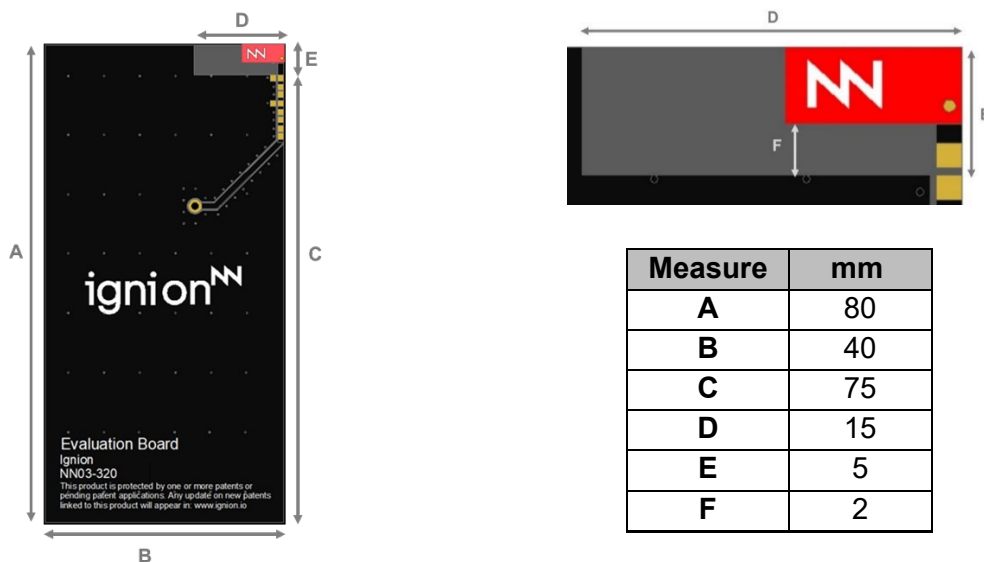 D
E
A
C
B
ignion
Evaluation Board
Ignion
NN03-320
This product is protected by one or more patents or
pending patent applications. Any update on new patents
linked to this product will appear in: www.ignion.io
D
E
F
Measure mm
A 80
B 40
C 75
D 15
E 5
F 2